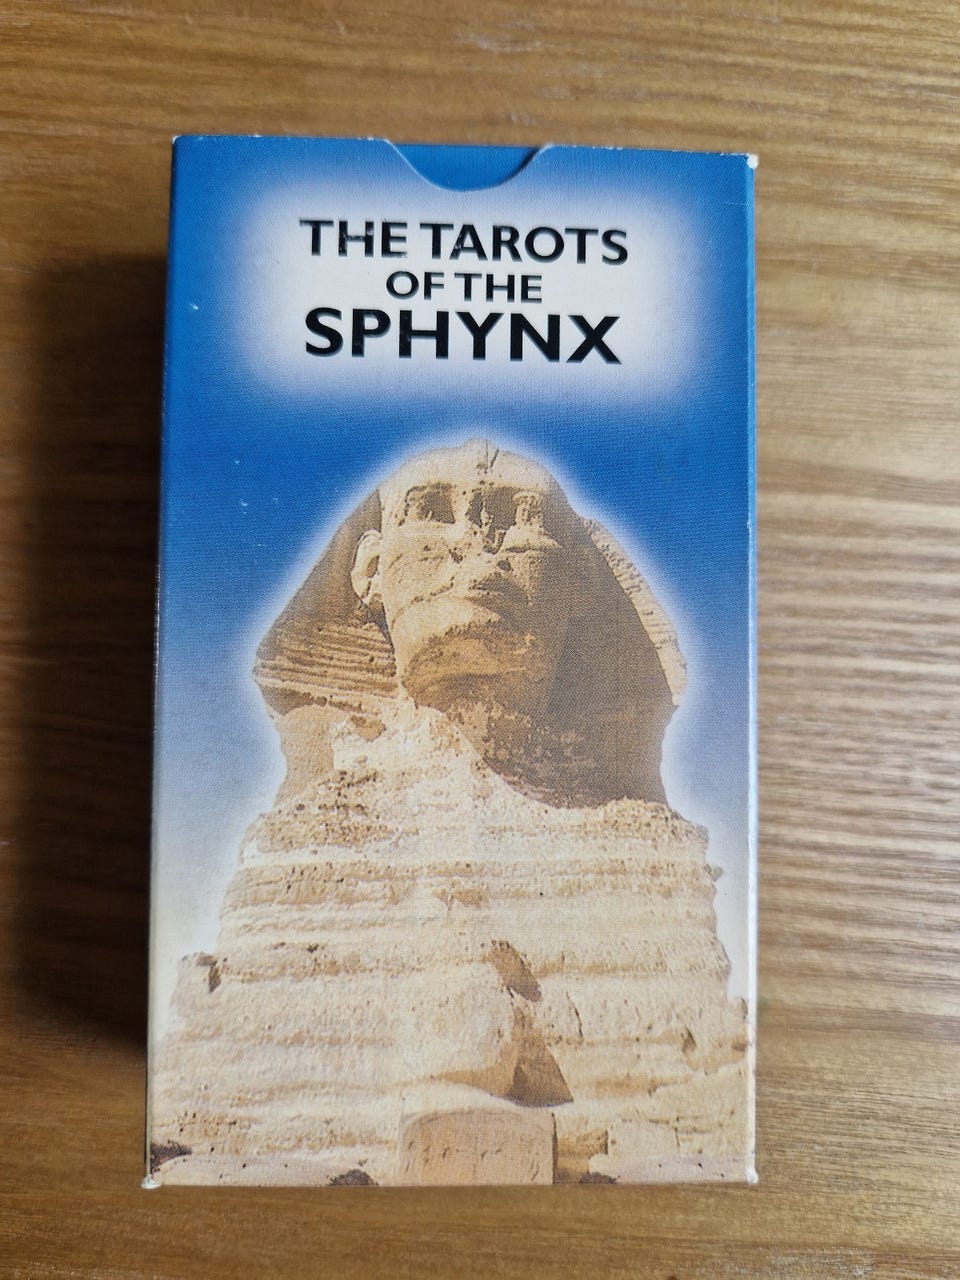 THE TAROTS
OF THE
SPHYNX